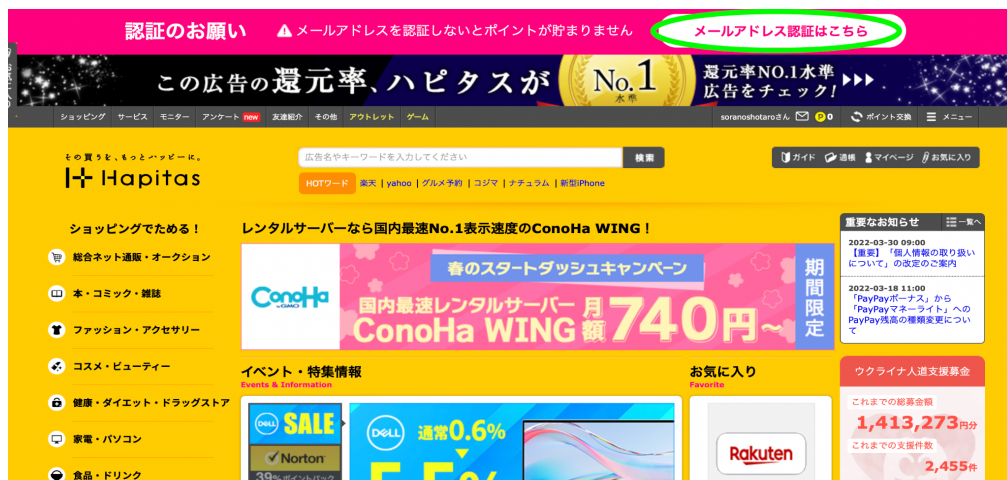 認証のお願い
メールアドレスを認証しないとポイントが貯まりません
メールアドレス認証はこちら
この広告の還元率、ハピタスが
No.1
水準
還元率NO.1水準
広告をチェック!
ショッピング サービス モニター アンケート new 友達紹介 その他 アウトレット ゲーム
soranoshotaroさん P 0 ポイント交換 メニュー
その買うを、もっとハッピーに。
Hapitas
広告名やキーワードを入力してください
検索
HOTワード 楽天 | yahoo | グルメ予約 | コジマ | ナチュラム | 新型iPhone
ガイド 通帳 マイページ お気に入り
ショッピングでためる!
総合ネット通販・オークション
本・コミック・雑誌
ファッション・アクセサリー
コスメ・ビューティー
健康・ダイエット・ドラッグストア
家電・パソコン
食品・ドリンク
レンタルサーバーなら国内最速No.1表示速度のConoHa WING!
ConoHa
by GMO
春のスタートダッシュキャンペーン
国内最速レンタルサーバー
ConoHa WING
月額740円~
期間限定
イベント・特集情報
Events & Information
DELL SALE
Norton
39% ポイントバック
DELL 通常0.6%
5.5%
お気に入り
Favorite
Rakuten
重要なお知らせ 一覧へ
2022-03-30 09:00
【重要】「個人情報の取り扱い
について」の改定のご案内
2022-03-18 11:00
「PayPayボーナス」から
「PayPayマネーライト」への
PayPay残高の種類変更につい
て
ウクライナ人道支援募金
これまでの総募金額
1,413,273円分
これまでの支援件数
2,455件